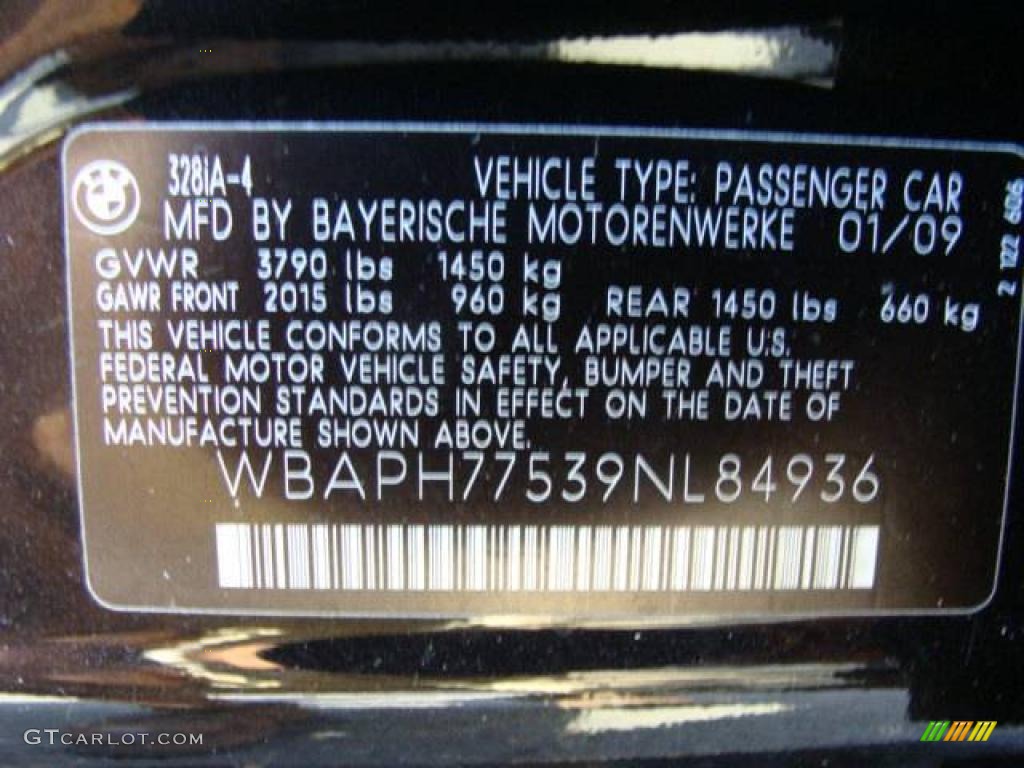 328iA-4 VEHICLE TYPE: PASSENGER CAR
MFD BY BAYERISCHE MOTORENWERKE 01/09
GVWR 3790 lbs 1450 kg
GAWR FRONT 2015 lbs 960 kg REAR 1450 lbs 660 kg
THIS VEHICLE CONFORMS TO ALL APPLICABLE U.S.
FEDERAL MOTOR VEHICLE SAFETY, BUMPER AND THEFT
PREVENTION STANDARDS IN EFFECT ON THE DATE OF
MANUFACTURE SHOWN ABOVE.
WBAPH77539NL84936
2 122 606
GTCARLOT.COM